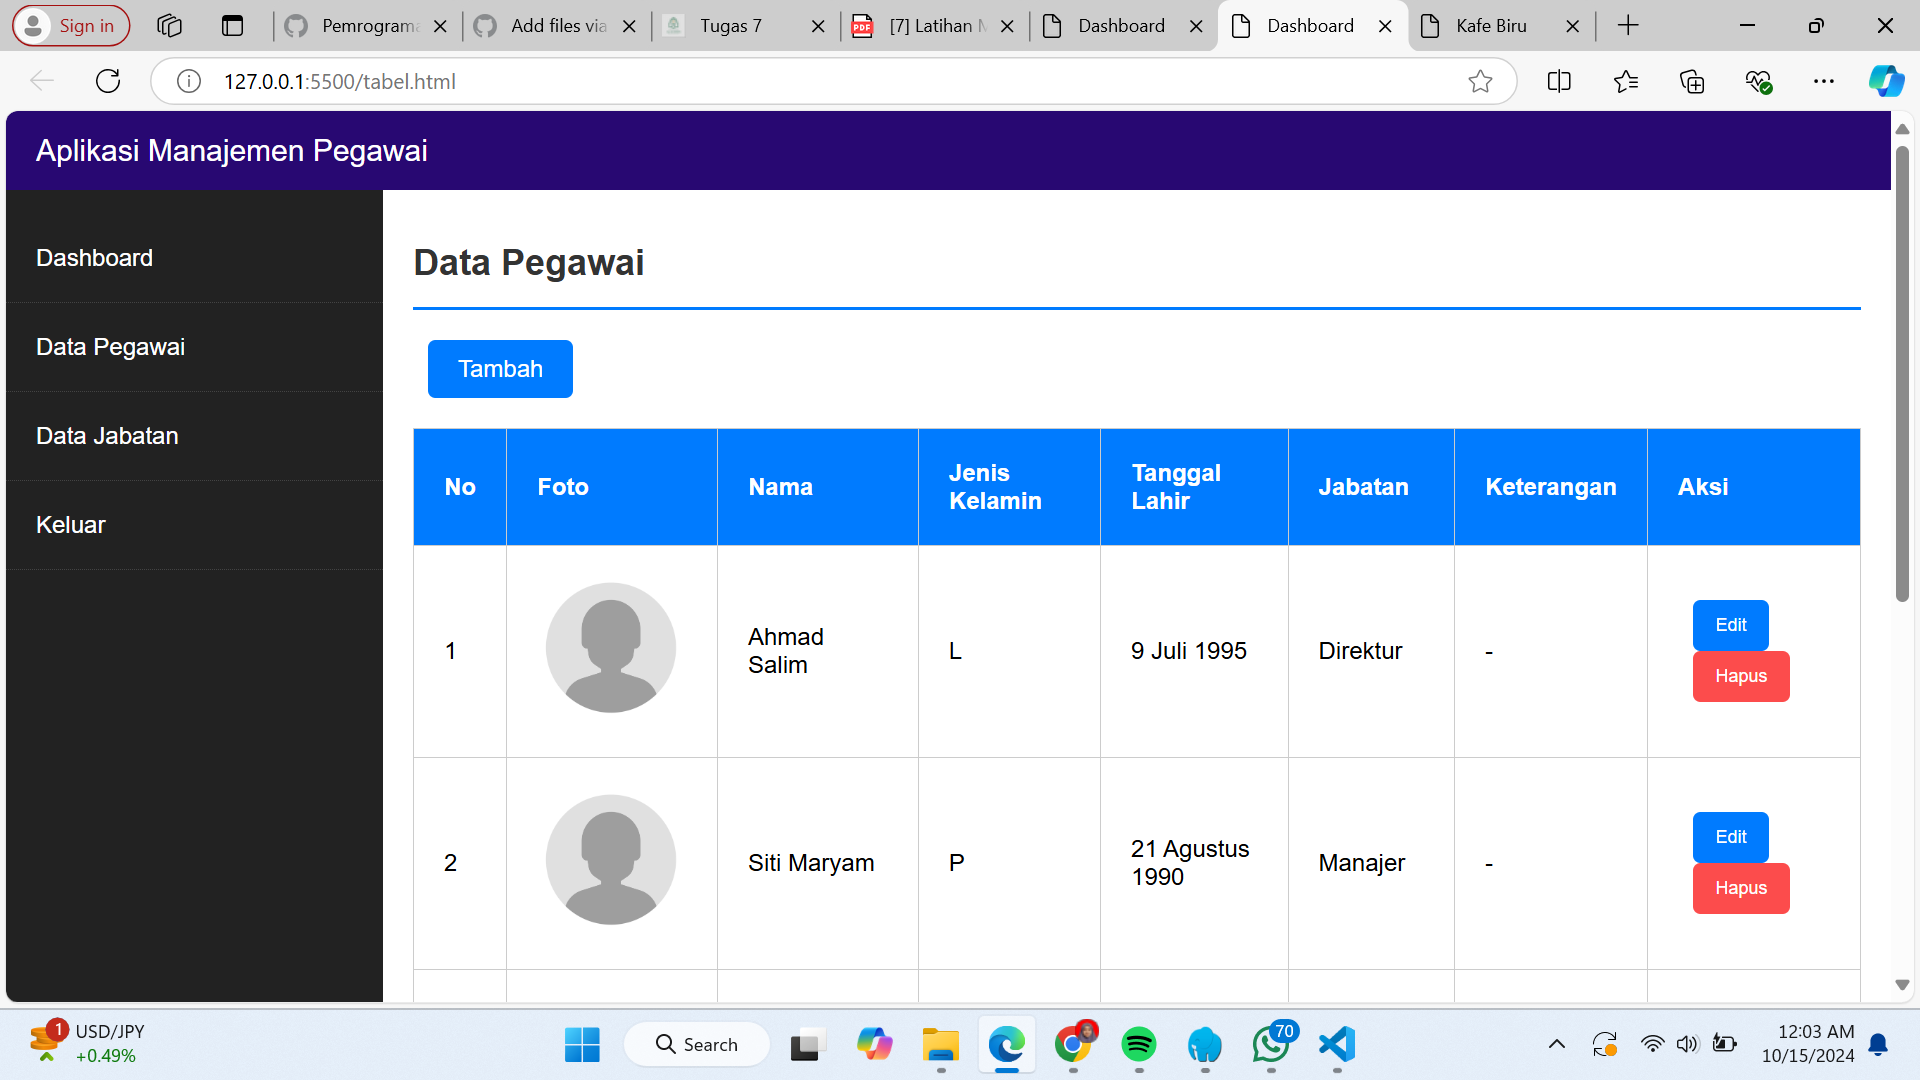 Sign in
Pemrograma
Add files via
Tugas 7
[7] Latihan M
Dashboard
Dashboard
Kafe Biru
127.0.0.1:5500/tabel.html
Aplikasi Manajemen Pegawai
Dashboard
Data Pegawai
Data Jabatan
Keluar
Data Pegawai
Tambah
No
Foto
Nama
Jenis
Kelamin
Tanggal
Lahir
Jabatan
Keterangan
Aksi
1
Ahmad
Salim
L
9 Juli 1995
Direktur
-
Edit
Hapus
2
Siti Maryam
P
21 Agustus
1990
Manajer
-
Edit
Hapus
1
USD/JPY
+0.49%
Search
70
12:03 AM
10/15/2024